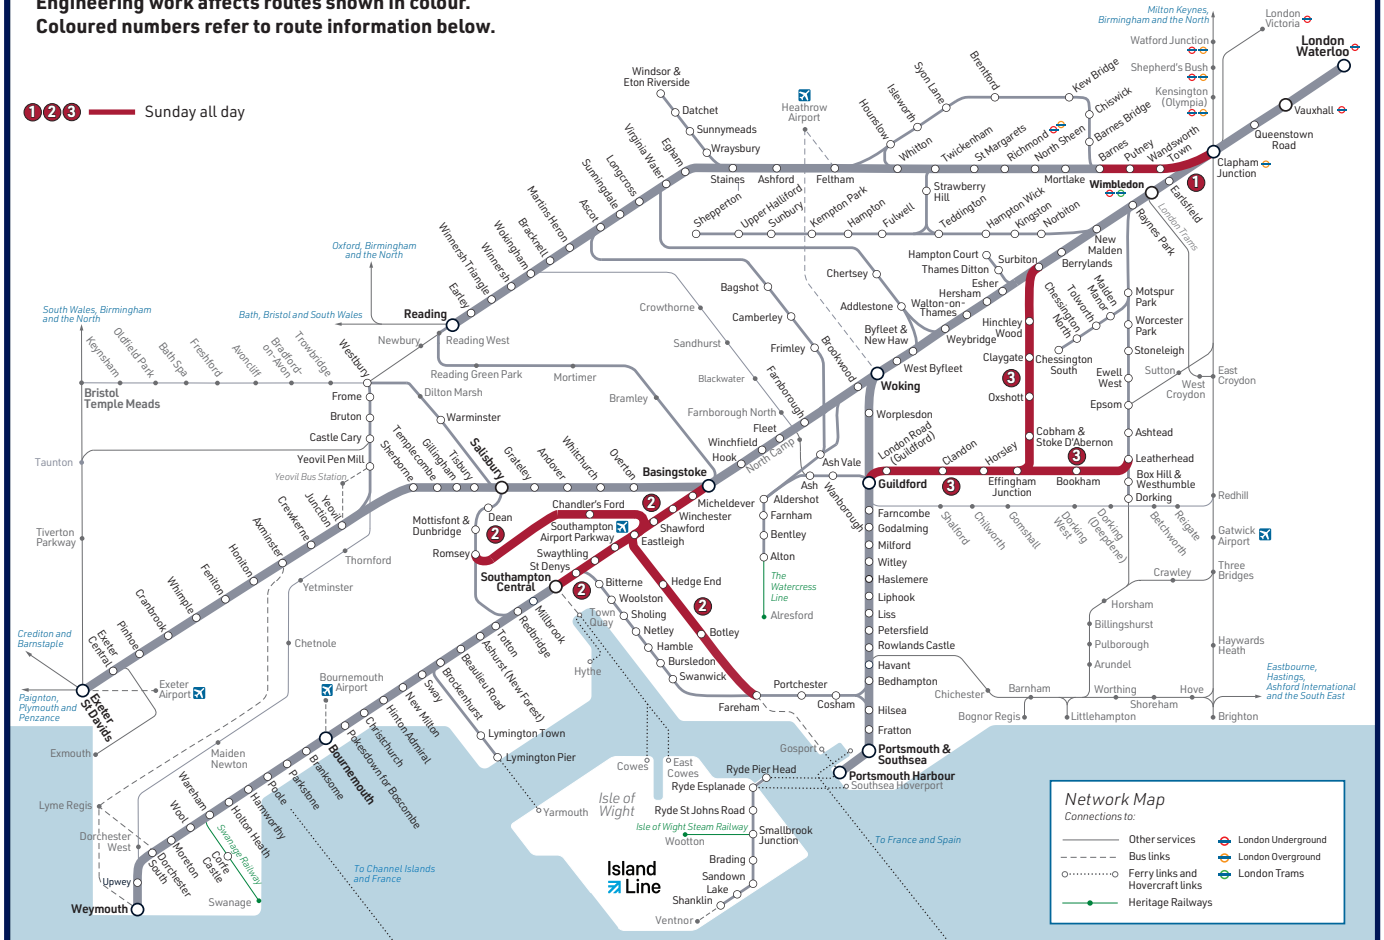 Engineering work affects routes shown in colour.
Coloured numbers refer to route information below.
1 2 3 Sunday all day
Milton Keynes,
Birmingham and the North
London
Victoria
Watford Junction
London
Waterloo
Shepherd's Bush
Kensington
(Olympia)
Vauxhall
Queenstown
Road
Clapham
Junction
1
Windsor &
Eton Riverside
Datchet
Sunnymeads
Wraysbury
Heathrow
Airport
Hounslow
Isleworth
Syon Lane
Brentford
Kew Bridge
Chiswick
Barnes Bridge
Virginia Water
Egham
Staines
Ashford
Feltham
Whitton
Twickenham
St Margarets
Richmond
North Sheen
Mortlake
Barnes
Putney
Wandsworth
Town
Wimbledon
Earlsfield
London Trams
Raynes Park
Longcross
Sunningdale
Ascot
Martins Heron
Bracknell
Wokingham
Winnersh
Winnersh Triangle
Earley
Reading
Shepperton
Upper Halliford
Sunbury
Kempton Park
Hampton
Fulwell
Strawberry
Hill
Teddington
Hampton Wick
Kingston
Norbiton
New
Malden
Berrylands
Surbiton
Hampton Court
Thames Ditton
Esher
Hersham
Walton-on-
Thames
Weybridge
Chertsey
Addlestone
Byfleet &
New Haw
West Byfleet
Woking
Brookwood
Malden
Manor
Tolworth
Chessington
North
Chessington
South
Motspur
Park
Worcester
Park
Stoneleigh
Ewell
West
Epsom
Ashtead
Leatherhead
Box Hill &
Westhumble
Dorking
Sutton
West
Croydon
East
Croydon
Hinchley
Wood
Claygate
3
Oxshott
Cobham &
Stoke D'Abernon
3
Bookham
Effingham
Junction
Horsley
Clandon
3
London Road
(Guildford)
Guildford
Worplesdon
Oxford, Birmingham
and the North
Bath, Bristol and South Wales
South Wales, Birmingham
and the North
Keynsham
Oldfield Park
Bath Spa
Freshford
Avoncliff
Bradford-
on-Avon
Trowbridge
Westbury
Newbury
Reading West
Reading Green Park
Mortimer
Bramley
Bristol
Temple Meads
Dilton Marsh
Warminster
Frome
Bruton
Castle Cary
Yeovil Pen Mill
Yeovil Bus Station
Taunton
Tiverton
Parkway
Crowthorne
Sandhurst
Blackwater
Farnborough North
North Camp
Bagshot
Camberley
Frimley
Farnborough
Fleet
Winchfield
Hook
Ash Vale
Ash
Wanborough
Aldershot
Farnham
Bentley
Alton
The
Watercress
Line
Alresford
Basingstoke
Overton
Whitchurch
Andover
Grateley
Salisbury
Tisbury
Gillingham
Templecombe
Sherborne
Yeovil
Junction
Crewkerne
Axminster
Honiton
Feniton
Whimple
Cranbrook
Pinhoe
Exeter
Central
Exeter
St Davids
Exeter
Airport
Exmouth
Crediton and
Barnstaple
Paignton,
Plymouth and
Penzance
Thornford
Yetminster
Chetnole
Maiden
Newton
Lyme Regis
Dorchester
West
2
Micheldever
Winchester
Shawford
Eastleigh
Chandler's Ford
Southampton
Airport Parkway
Swaythling
St Denys
Southampton
Central
2
Dean
Mottisfont &
Dunbridge
2
Romsey
Hedge End
2
Botley
Fareham
Bitterne
Woolston
Sholing
Netley
Hamble
Bursledon
Swanwick
Town
Quay
Hythe
Millbrook
Redbridge
Totton
Ashurst (New Forest)
Beaulieu Road
Brockenhurst
Sway
New Milton
Hinton Admiral
Christchurch
Pokesdown for Boscombe
Bournemouth
Bournemouth
Airport
Branksome
Parkstone
Poole
Hamworthy
Holton Heath
Wareham
Wool
Moreton
Dorchester
South
Upwey
Weymouth
Swanage Railway
Corfe
Castle
Swanage
Lymington Town
Lymington Pier
Yarmouth
Portchester
Cosham
Farncombe
Godalming
Milford
Witley
Haslemere
Liphook
Liss
Petersfield
Rowlands Castle
Havant
Bedhampton
Hilsea
Fratton
Portsmouth &
Southsea
Portsmouth Harbour
Southsea Hoverport
Gosport
Shalford
Chilworth
Gomshall
Dorking
West
Dorking
(Deepdene)
Betchworth
Reigate
Redhill
Gatwick
Airport
Three
Bridges
Crawley
Horsham
Billingshurst
Pulborough
Arundel
Haywards
Heath
Chichester
Barnham
Bognor Regis
Littlehampton
Worthing
Shoreham
Hove
Brighton
Eastbourne,
Hastings,
Ashford International
and the South East
Cowes
East
Cowes
Isle of
Wight
Ryde Pier Head
Ryde Esplanade
Ryde St Johns Road
Isle of Wight Steam Railway
Wootton
Smallbrook
Junction
Brading
Sandown
Lake
Shanklin
Ventnor
Island
Line
To Channel Islands
and France
To France and Spain
Network Map
Connections to:
Other services
Bus links
Ferry links and
Hovercraft links
Heritage Railways
London Underground
London Overground
London Trams